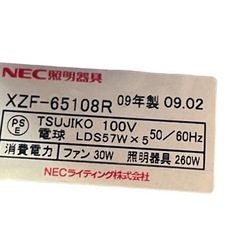 NEC照明器具
XZF-65108R 09年製 09.02
PS E TSUJIKO 100V 50/60Hz
電球 LDS57W×5
消費電力 ファン 30W 照明器具 260W
NECライティング株式会社